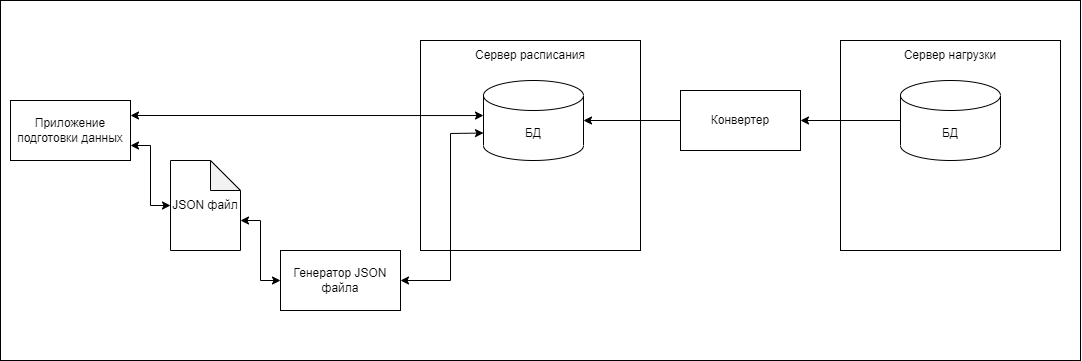 Сервер расписания
Сервер нагрузки
Приложение
подготовки данных
БД
Конвертер
БД
JSON файл
Генератор JSON
файла